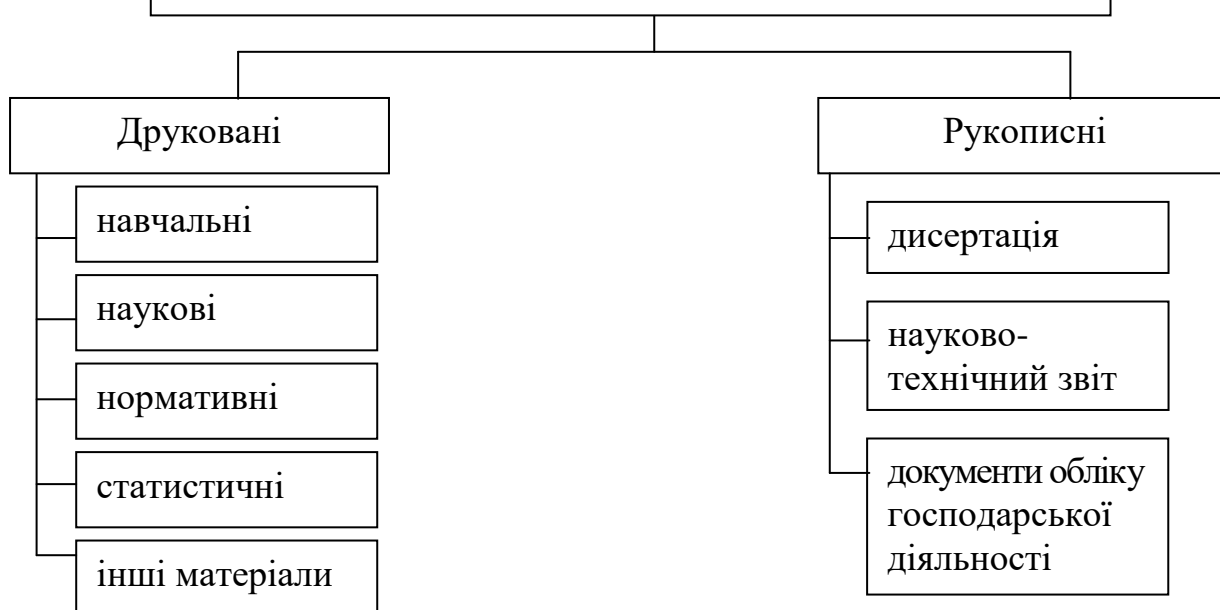 Друковані
навчальні
наукові
нормативні
статистичні
інші матеріали
Рукописні
дисертація
науково-
технічний звіт
документи обліку
господарської
діяльності